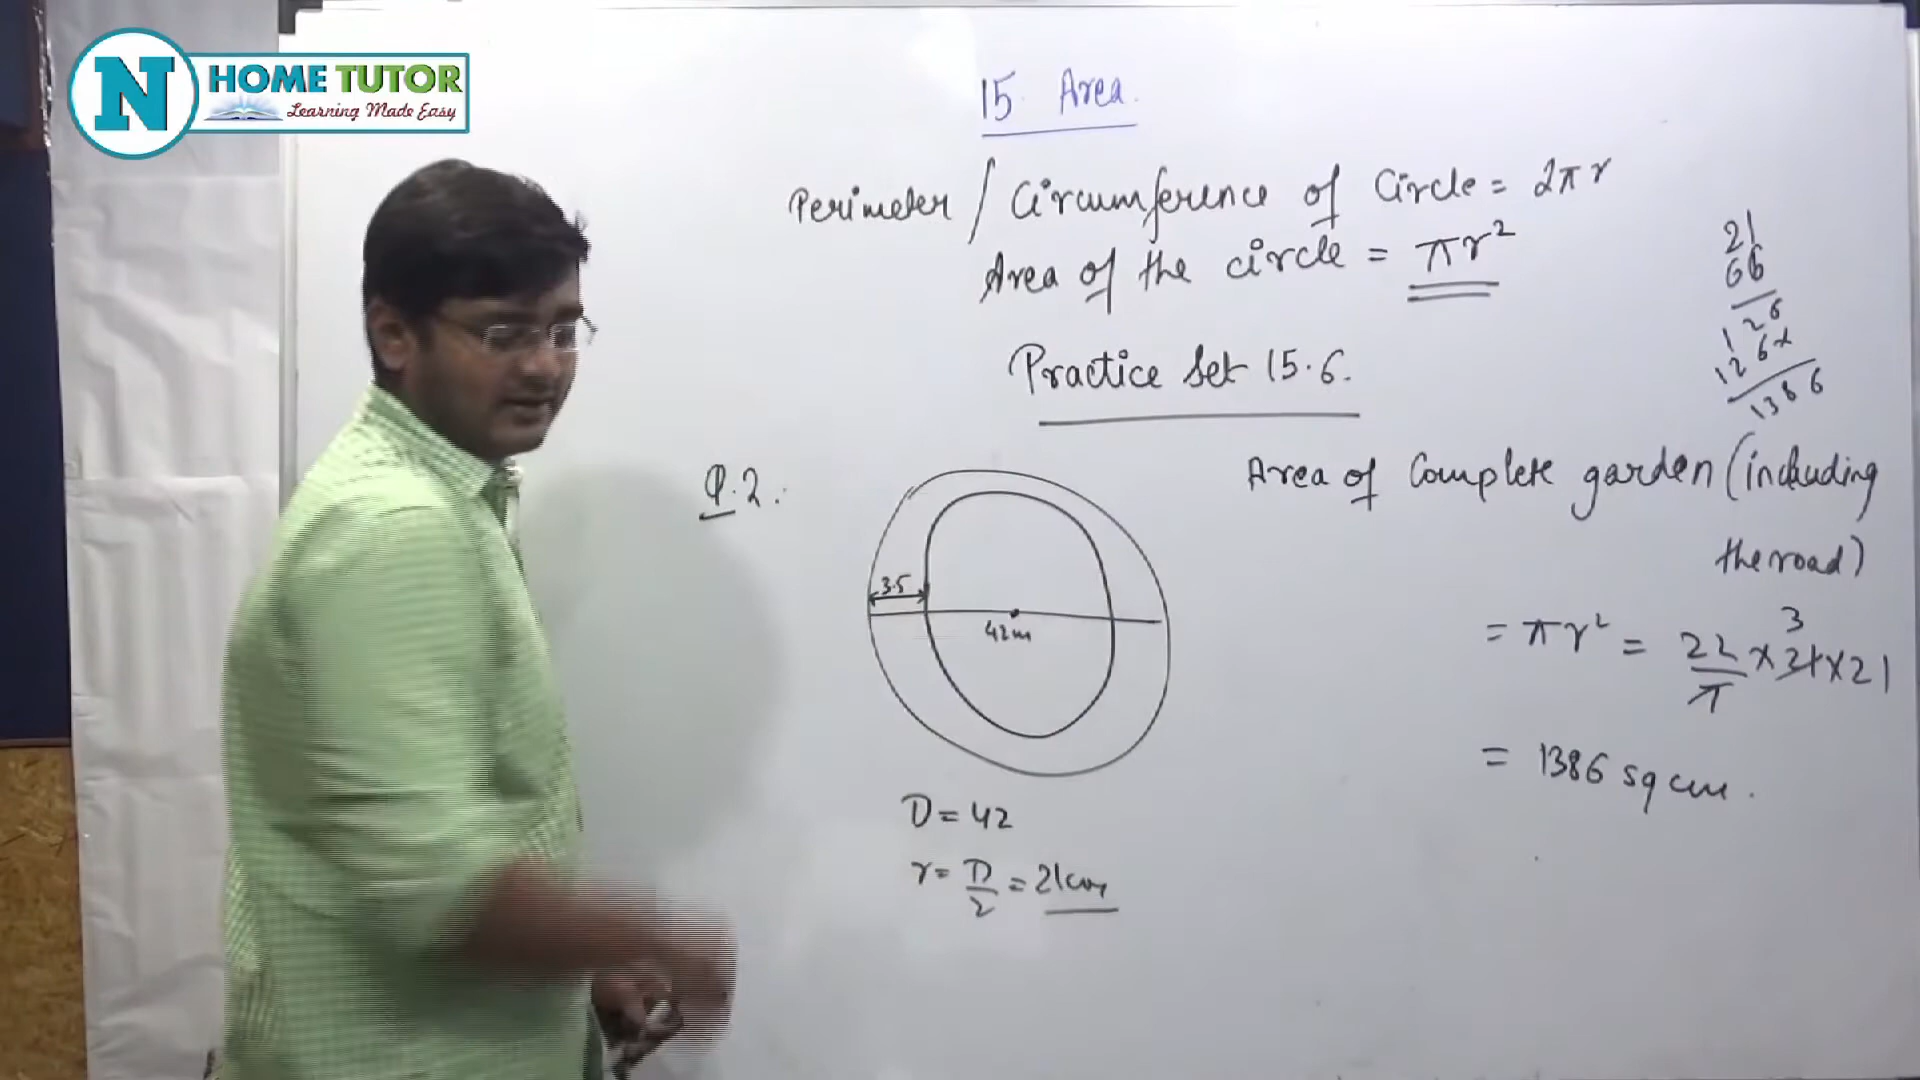 N HOME TUTOR
Learning Made Easy
15 Area.
Perimeter / Circumference of Circle = 2πr
Area of the circle = πr²
21
66
126
126x
1386
Practice Set 15.6.
Q.2.
Area of Complete garden (including
the road)
3.5
42m
= πr² = 22/7 x 21 x 21
3
= 1386 sq cm.
D = 42
r = D/2 = 21cm